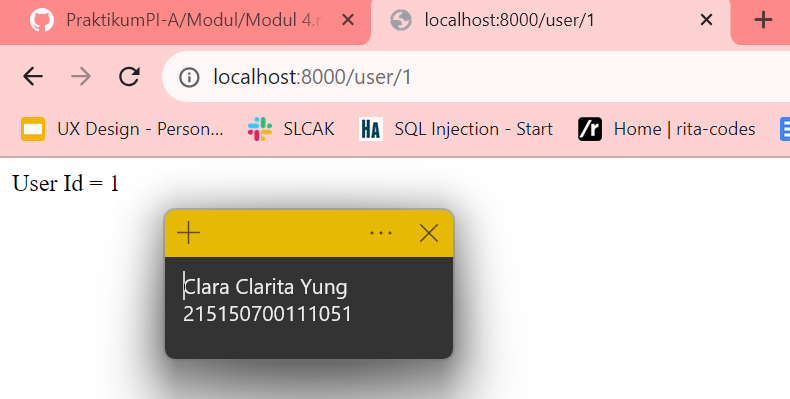 PraktikumPI-A/Modul/Modul 4.
localhost:8000/user/1
localhost:8000/user/1
UX Design - Person...
SLCAK
HA
SQL Injection - Start
/r
Home | rita-codes
User Id = 1
Clara Clarita Yung
215150700111051